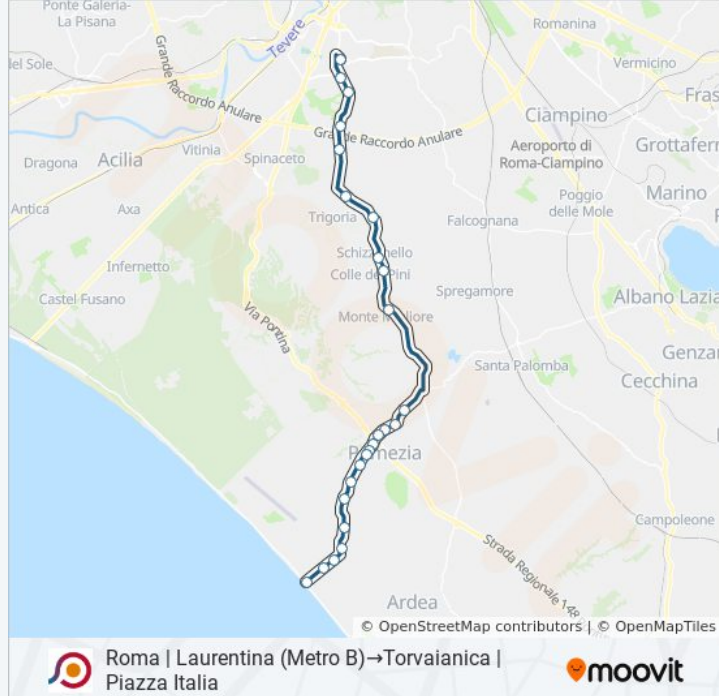 Ponte Galeria-
La Pisana
Romanina
Tevere
del Sole
Vermicino
Grande Raccordo Anulare
Fras
Ciampino
Grande Raccordo Anulare
Vitinia
Aeroporto di
Roma-Ciampino
Grottaferr
Dragona
Acilia
Spinaceto
Marino
Antica
Axa
Trigoria
Falcognana
Poggio
delle Mole
Infernetto
Schizzanello
Colle dei Pini
Castel Fusano
Spregamore
Albano Lazia
Via Pontina
Monte Migliore
Genza
Santa Palomba
Cecchina
Pomezia
Campoleone
Strada Regionale 148
Ardea
© OpenStreetMap contributors | © OpenMapTiles
Roma | Laurentina (Metro B)→Torvaianica |
Piazza Italia
moovit